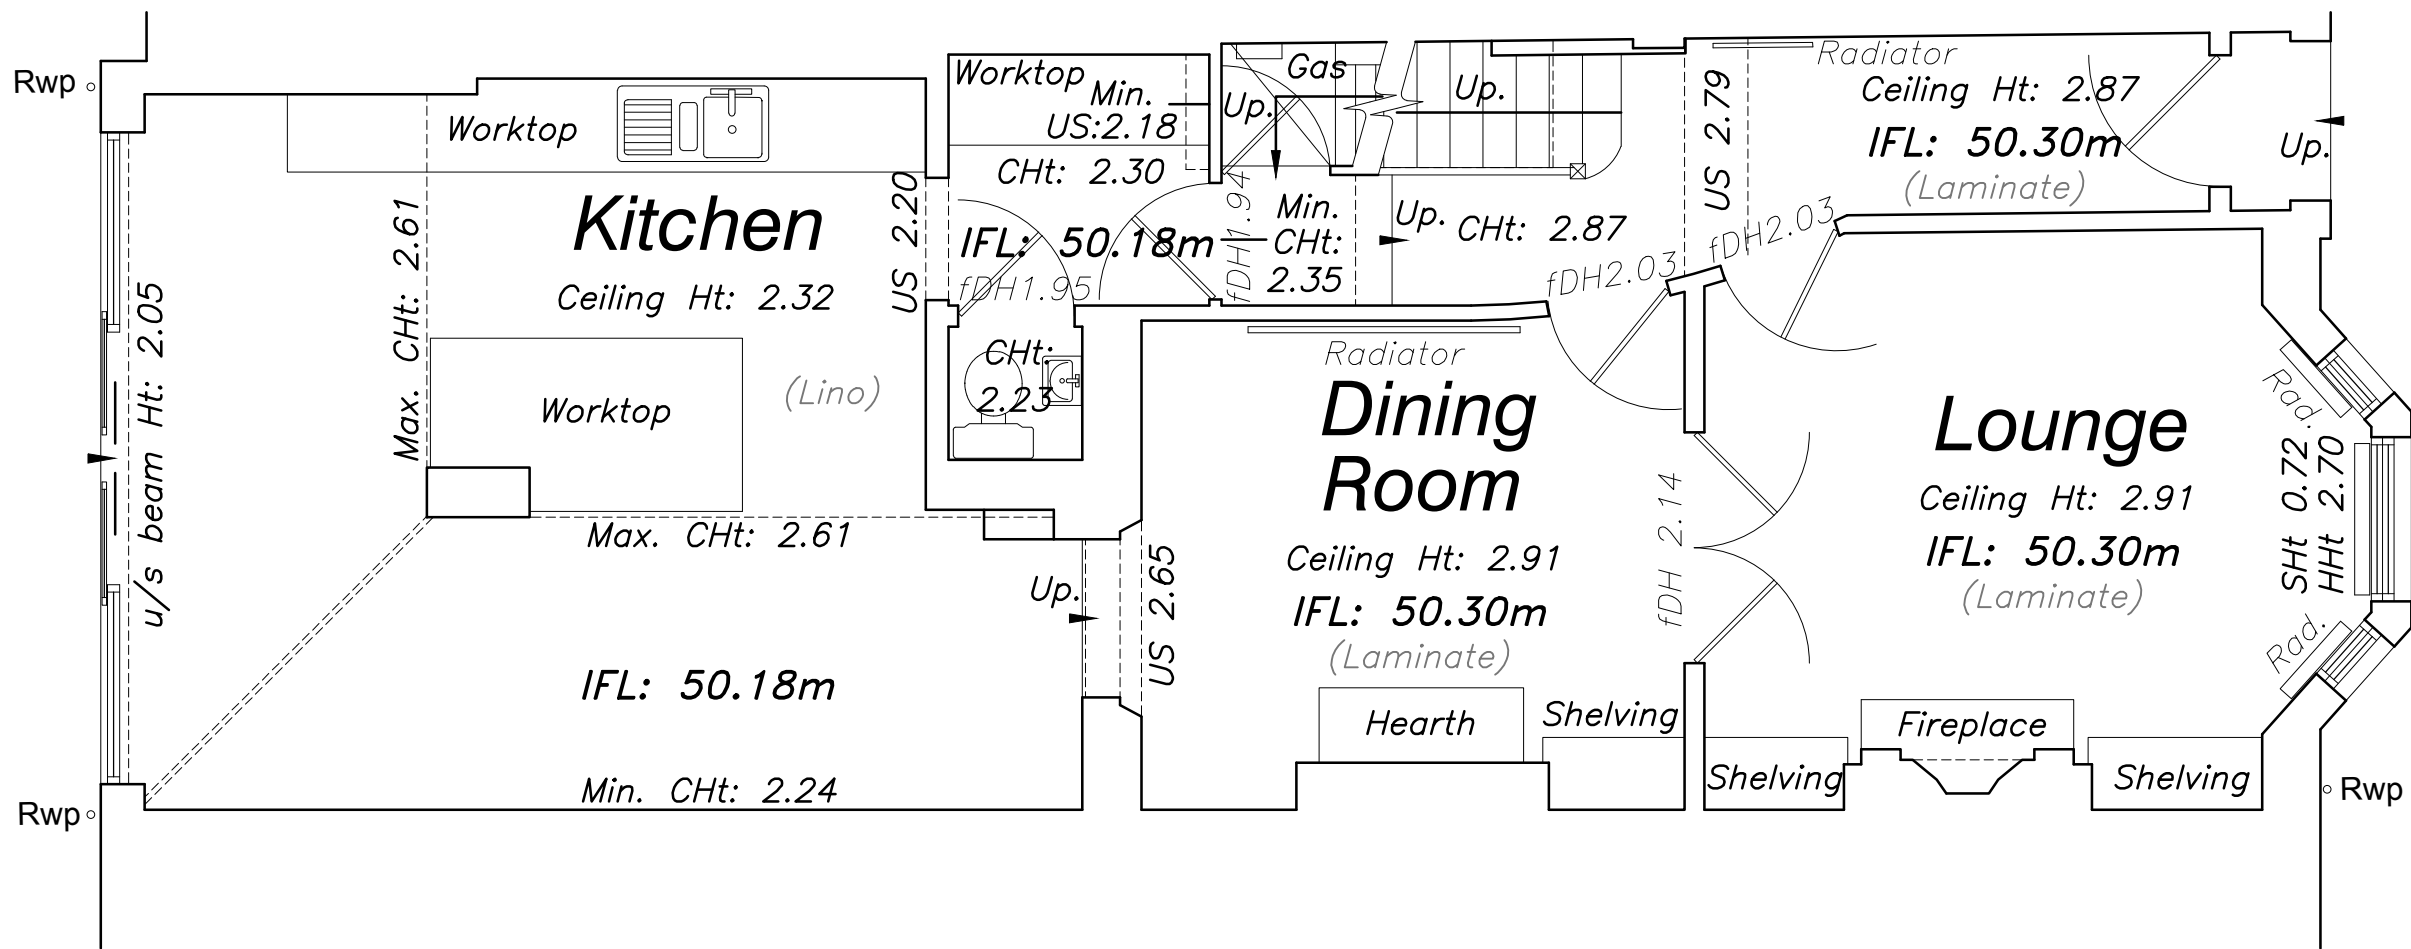 Rwp
Worktop
Worktop
Min.
US:2.18
CHt: 2.30
Gas
Up.
Up.
US 2.79
Radiator
Ceiling Ht: 2.87
IFL: 50.30m
(Laminate)
Up.
Kitchen
Ceiling Ht: 2.32
Max. CHt: 2.61
u/s beam Ht: 2.05
US 2.20
IFL: 50.18m
fDH1.95
fDH1.94
Min.
CHt:
2.35
Up.
CHt: 2.87
fDH2.03
fDH2.03
Worktop
(Lino)
CHt:
2.23
Radiator
Dining
Room
Ceiling Ht: 2.91
IFL: 50.30m
(Laminate)
fDH 2.14
Lounge
Ceiling Ht: 2.91
IFL: 50.30m
(Laminate)
Rad.
SHt 0.72
HHt 2.70
Rad.
Max. CHt: 2.61
Up.
US 2.65
IFL: 50.18m
Min. CHt: 2.24
Hearth
Shelving
Shelving
Fireplace
Shelving
Rwp
Rwp